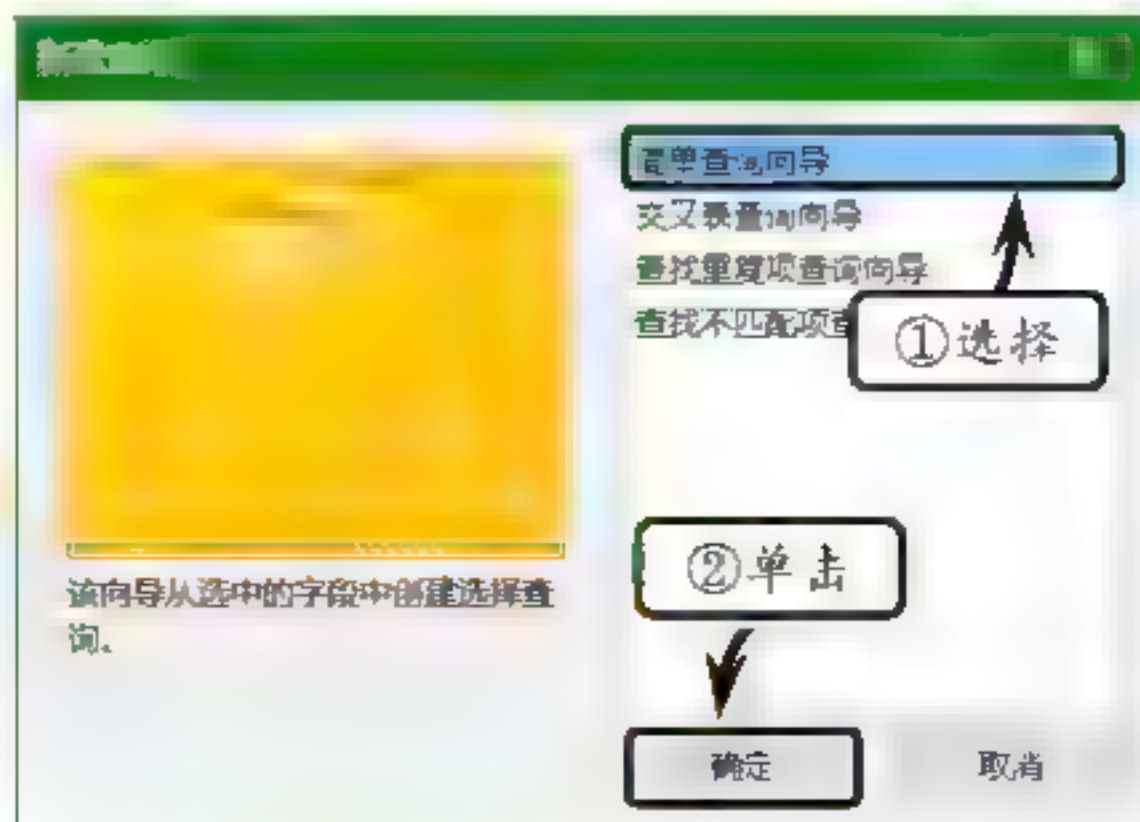 简单查询向导
交叉表查询向导
查找重复项查询向导
查找不匹配项查
①选择
②单击
该向导从选中的字段中创建选择查
询。
确定
取消